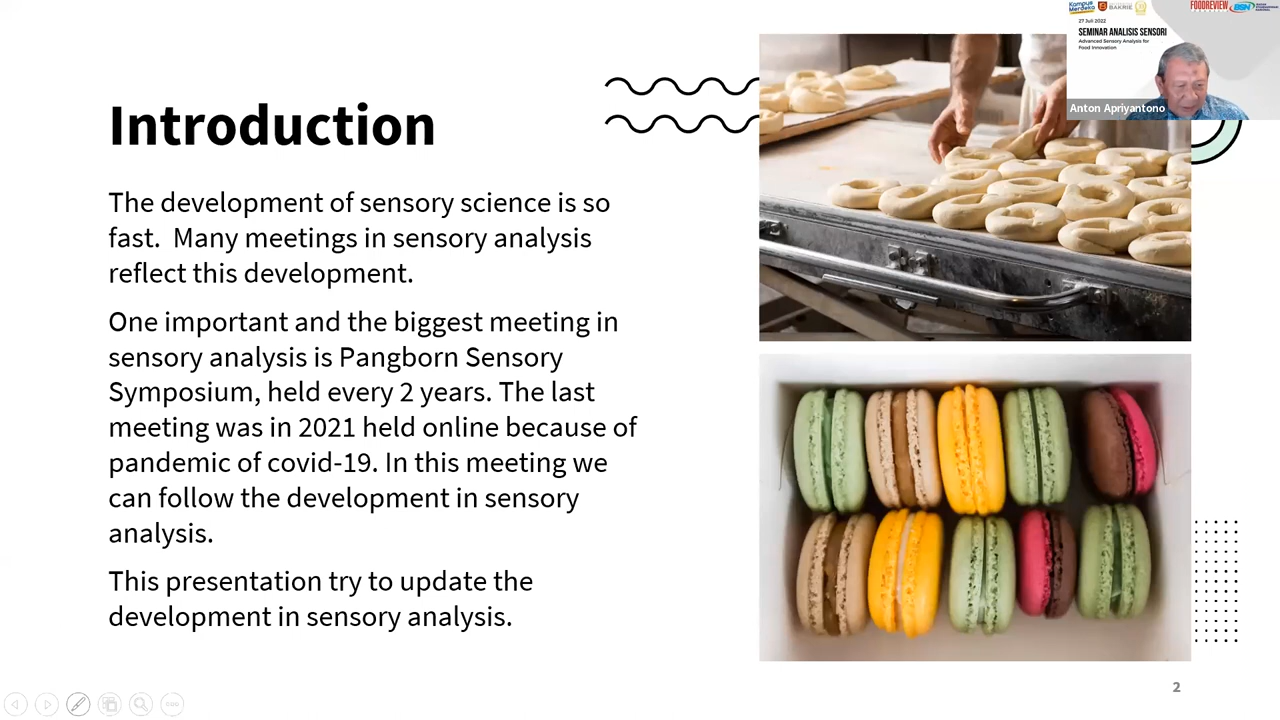 Introduction
The development of sensory science is so
fast.  Many meetings in sensory analysis
reflect this development.
One important and the biggest meeting in
sensory analysis is Pangborn Sensory
Symposium, held every 2 years. The last
meeting was in 2021 held online because of
pandemic of covid-19. In this meeting we
can follow the development in sensory
analysis.
This presentation try to update the
development in sensory analysis.
Kampus
Merdeka
BAKRIE
FOODREVIEW
BSN
27 Juli 2022
SEMINAR ANALISIS SENSORI
Advanced Sensory Analysis for
Food Innovation
Anton Apriyantono
2